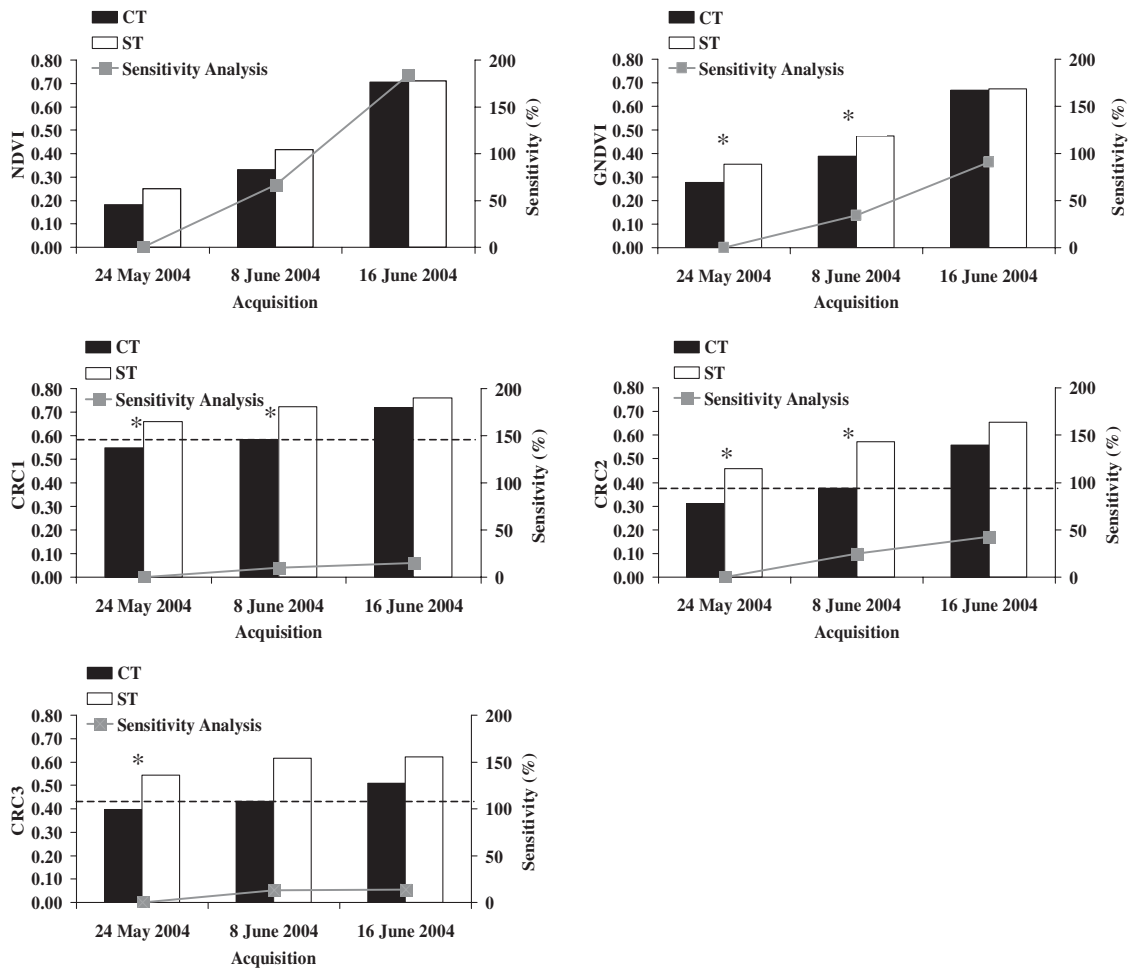 CT
ST
Sensitivity Analysis
0.80
0.70
0.60
0.50
0.40
0.30
0.20
0.10
0.00
NDVI
200
150
100
50
0
Sensitivity (%)
24 May 2004 8 June 2004 16 June 2004
Acquisition
CT
ST
Sensitivity Analysis
0.80
0.70
0.60
0.50
0.40
0.30
0.20
0.10
0.00
GNDVI
* *
200
150
100
50
0
Sensitivity (%)
24 May 2004 8 June 2004 16 June 2004
Acquisition
CT
ST
Sensitivity Analysis
0.80
0.70
0.60
0.50
0.40
0.30
0.20
0.10
0.00
CRC1
* *
200
150
100
50
0
Sensitvity (%)
24 May 2004 8 June 2004 16 June 2004
Acquisition
CT
ST
Sensitivity Analysis
0.80
0.70
0.60
0.50
0.40
0.30
0.20
0.10
0.00
CRC2
* *
200
150
100
50
0
Sensitivity (%)
24 May 2004 8 June 2004 16 June 2004
Acquisition
CT
ST
Sensitivity Analysis
0.80
0.70
0.60
0.50
0.40
0.30
0.20
0.10
0.00
CRC3
*
200
150
100
50
0
Sensitivity (%)
24 May 2004 8 June 2004 16 June 2004
Acquisition